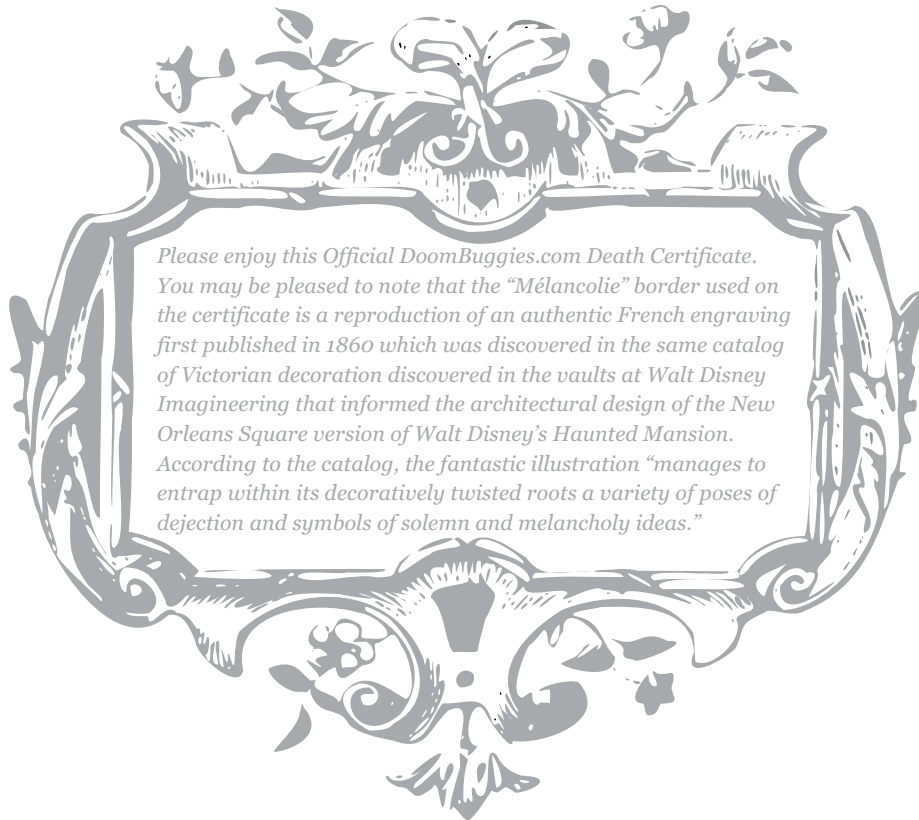 Please enjoy this Official DoomBuggies.com Death Certificate.
You may be pleased to note that the “Mélancolie” border used on
the certificate is a reproduction of an authentic French engraving
first published in 1860 which was discovered in the same catalog
of Victorian decoration discovered in the vaults at Walt Disney
Imagineering that informed the architectural design of the New
Orleans Square version of Walt Disney’s Haunted Mansion.
According to the catalog, the fantastic illustration “manages to
entrap within its decoratively twisted roots a variety of poses of
dejection and symbols of solemn and melancholy ideas.”